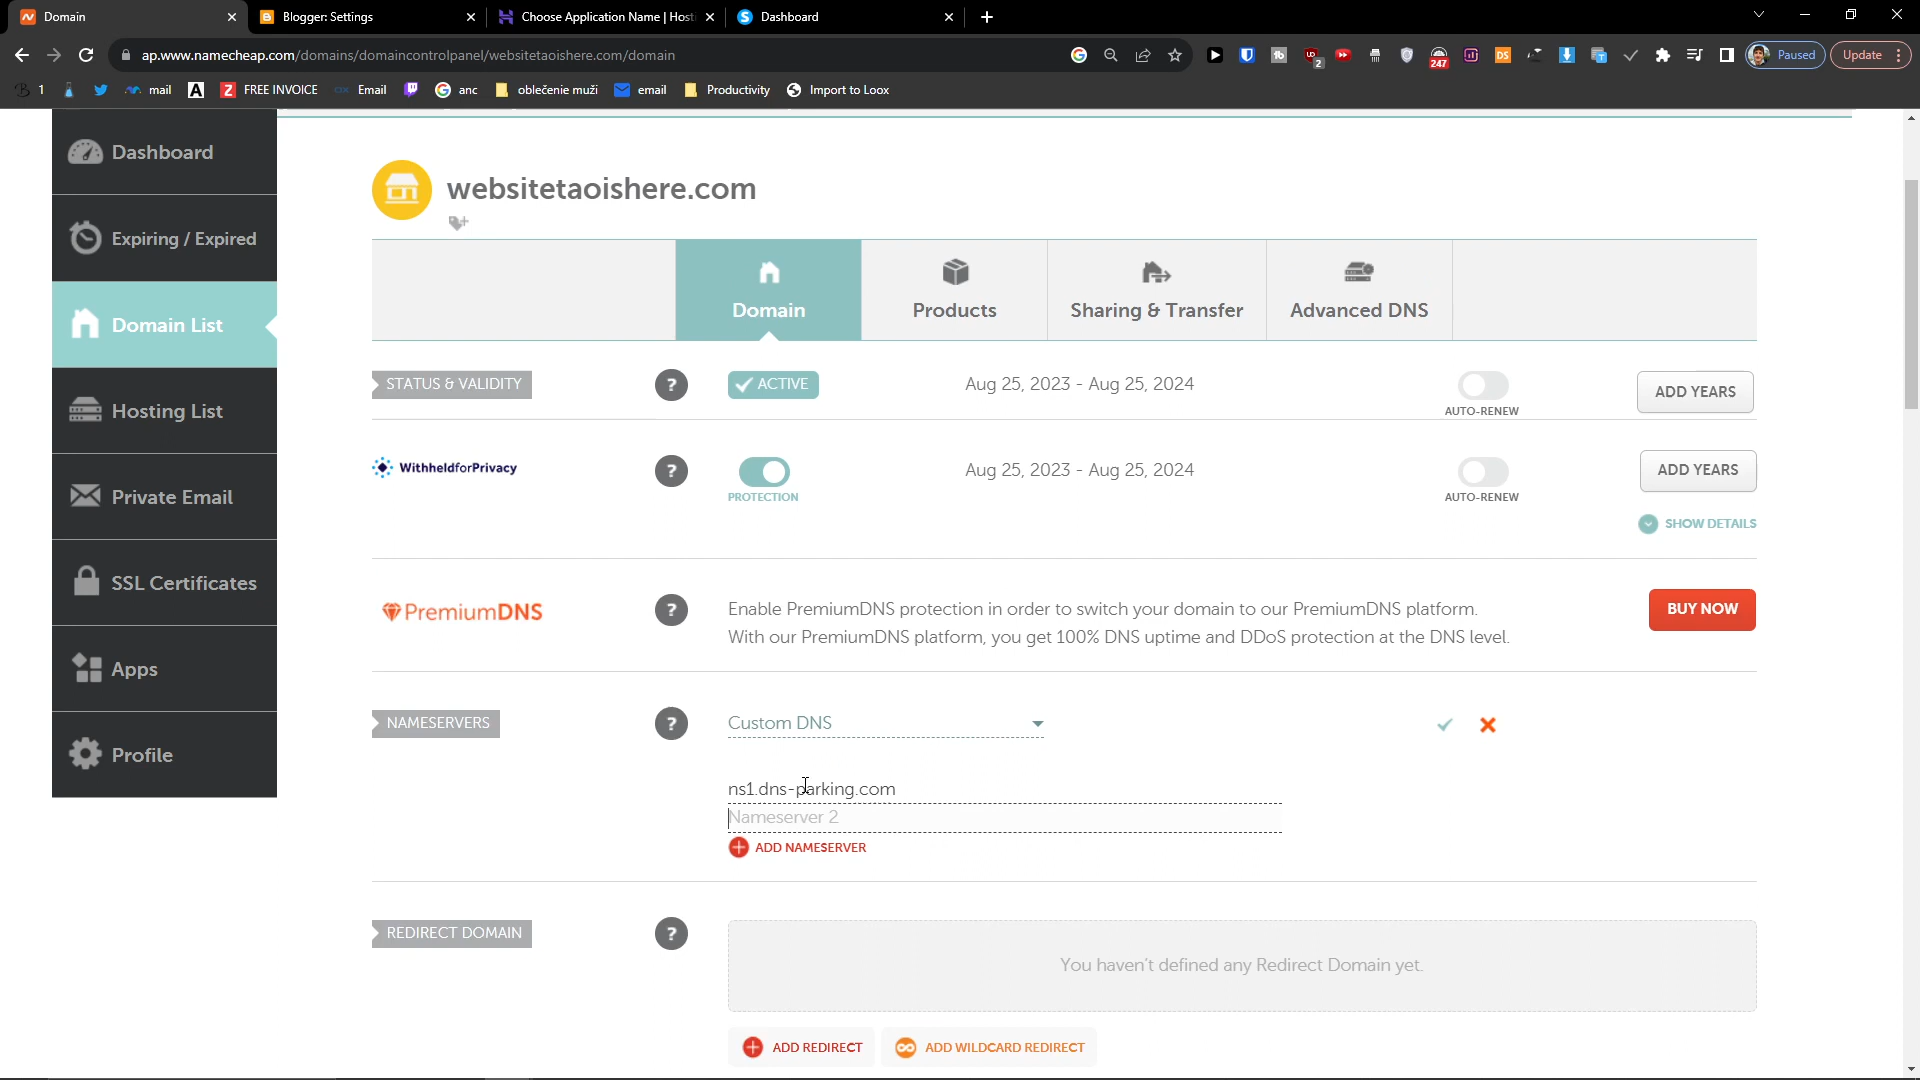 Domain
Blogger: Settings
Choose Application Name | Host
Dashboard
ap.www.namecheap.com/domains/domaincontrolpanel/websitetaoishere.com/domain
2
247
DS
Paused
Update
1
mail
A
FREE INVOICE
Email
anc
oblečenie muži
email
Productivity
Import to Loox
Dashboard
Expiring / Expired
Domain List
Hosting List
Private Email
SSL Certificates
Apps
Profile
websitetaoishere.com
Domain
Products
Sharing & Transfer
Advanced DNS
STATUS & VALIDITY
?
ACTIVE
Aug 25, 2023 - Aug 25, 2024
AUTO-RENEW
ADD YEARS
WithheldforPrivacy
?
PROTECTION
Aug 25, 2023 - Aug 25, 2024
AUTO-RENEW
ADD YEARS
SHOW DETAILS
PremiumDNS
?
Enable PremiumDNS protection in order to switch your domain to our PremiumDNS platform.
With our PremiumDNS platform, you get 100% DNS uptime and DDoS protection at the DNS level.
BUY NOW
NAMESERVERS
?
Custom DNS
ns1.dns-parking.com
Nameserver 2
ADD NAMESERVER
REDIRECT DOMAIN
?
You haven't defined any Redirect Domain yet.
ADD REDIRECT
ADD WILDCARD REDIRECT